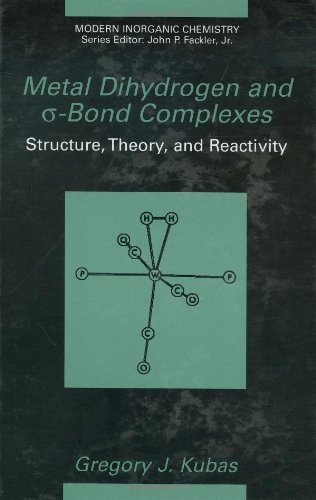 MODERN INORGANIC CHEMISTRY
Series Editor: John P. Fackler, Jr.
Metal Dihydrogen and
σ-Bond Complexes
Structure, Theory, and Reactivity
H H
O C
P W P
C O
C
O
Gregory J. Kubas